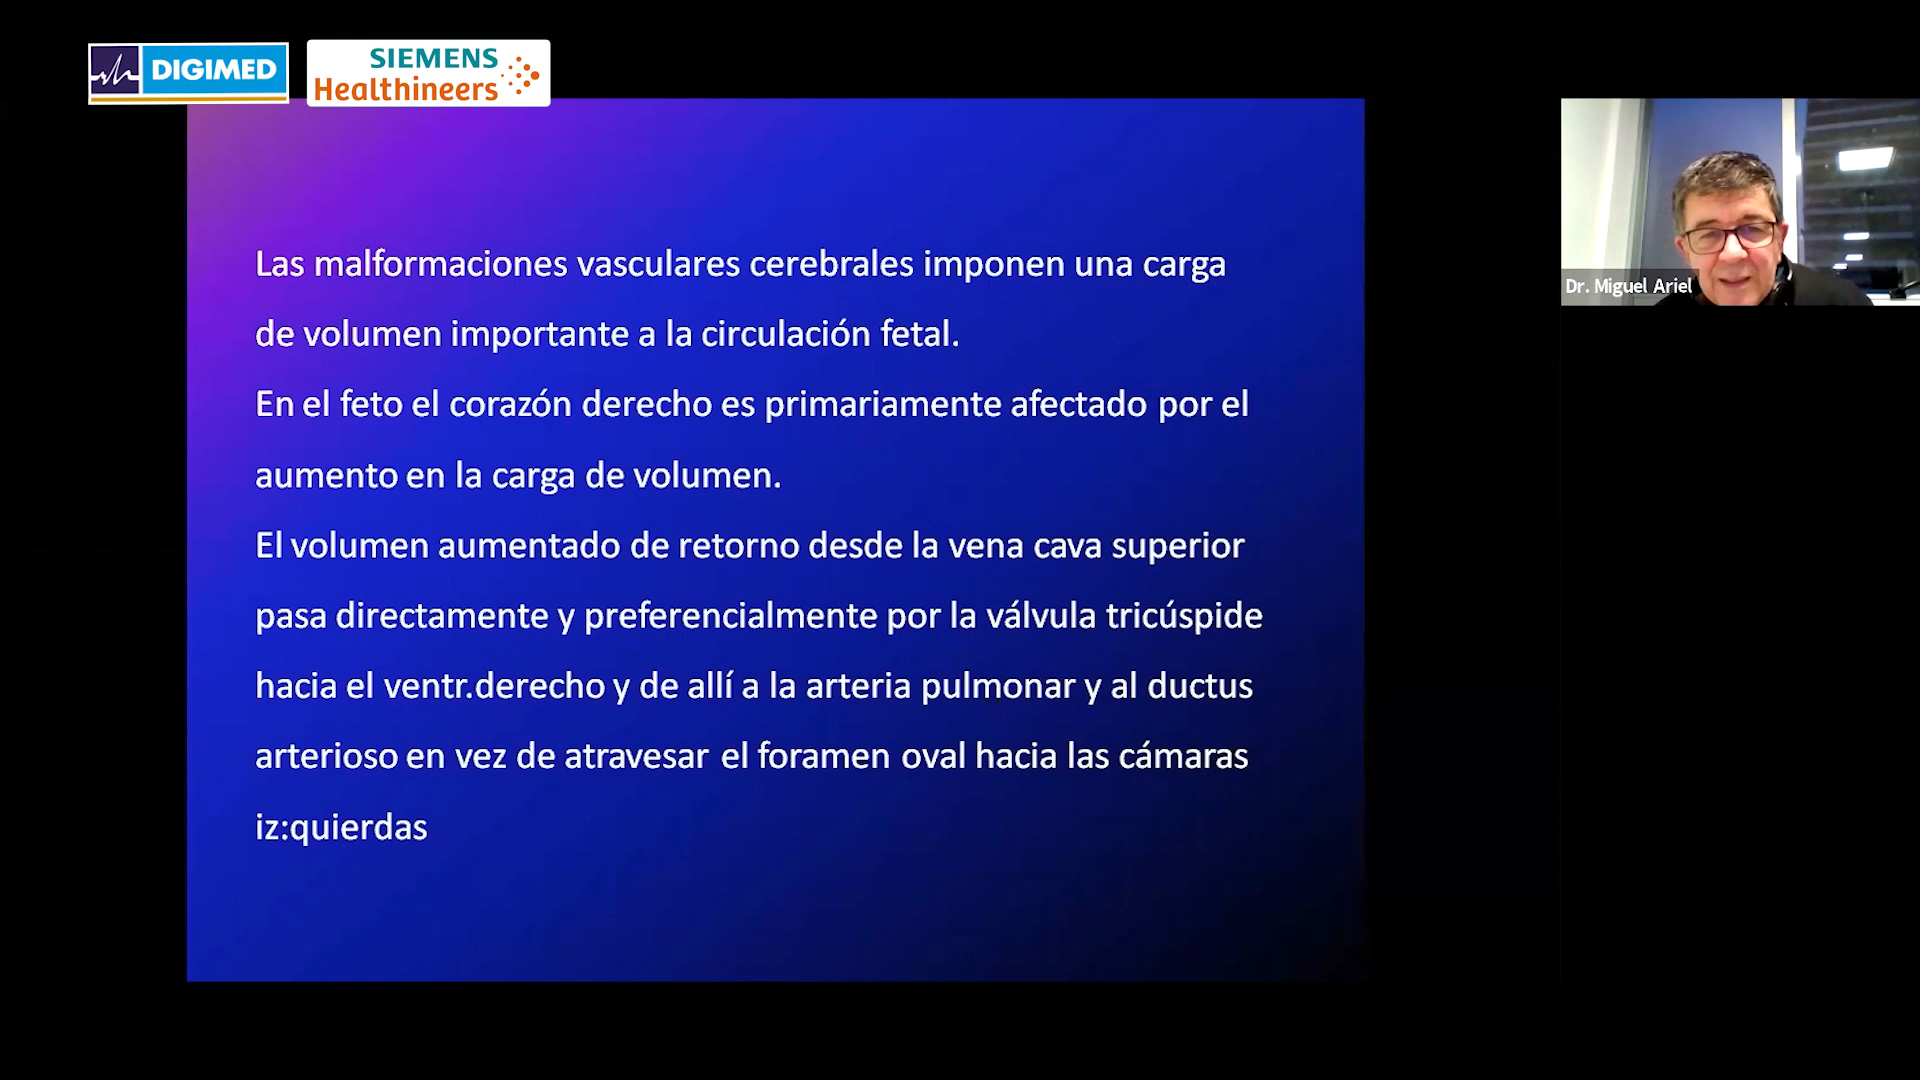 DIGIMED
SIEMENS
Healthineers
Las malformaciones vasculares cerebrales imponen una carga
de volumen importante a la circulación fetal.
En el feto el corazón derecho es primariamente afectado por el
aumento en la carga de volumen.
El volumen aumentado de retorno desde la vena cava superior
pasa directamente y preferencialmente por la válvula tricúspide
hacia el ventr.derecho y de allí a la arteria pulmonar y al ductus
arterioso en vez de atravesar el foramen oval hacia las cámaras
iz:quierdas
Dr. Miguel Ariel